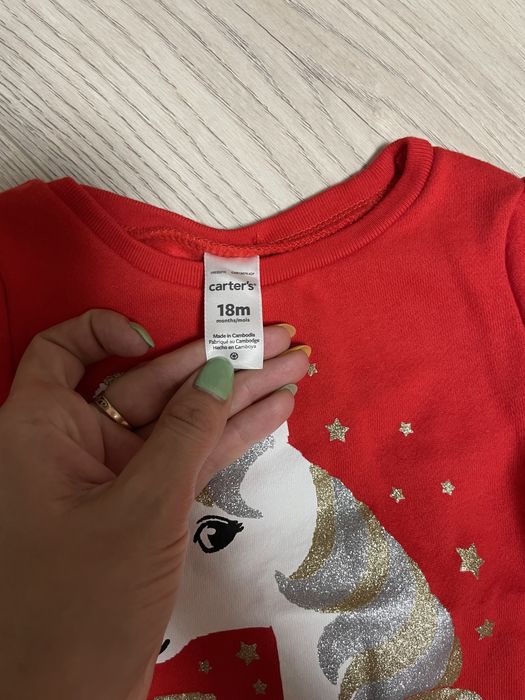 carter's®
18m
months/mois
Made in Cambodia
Fabriqué au Cambodge
Hecho en Camboya